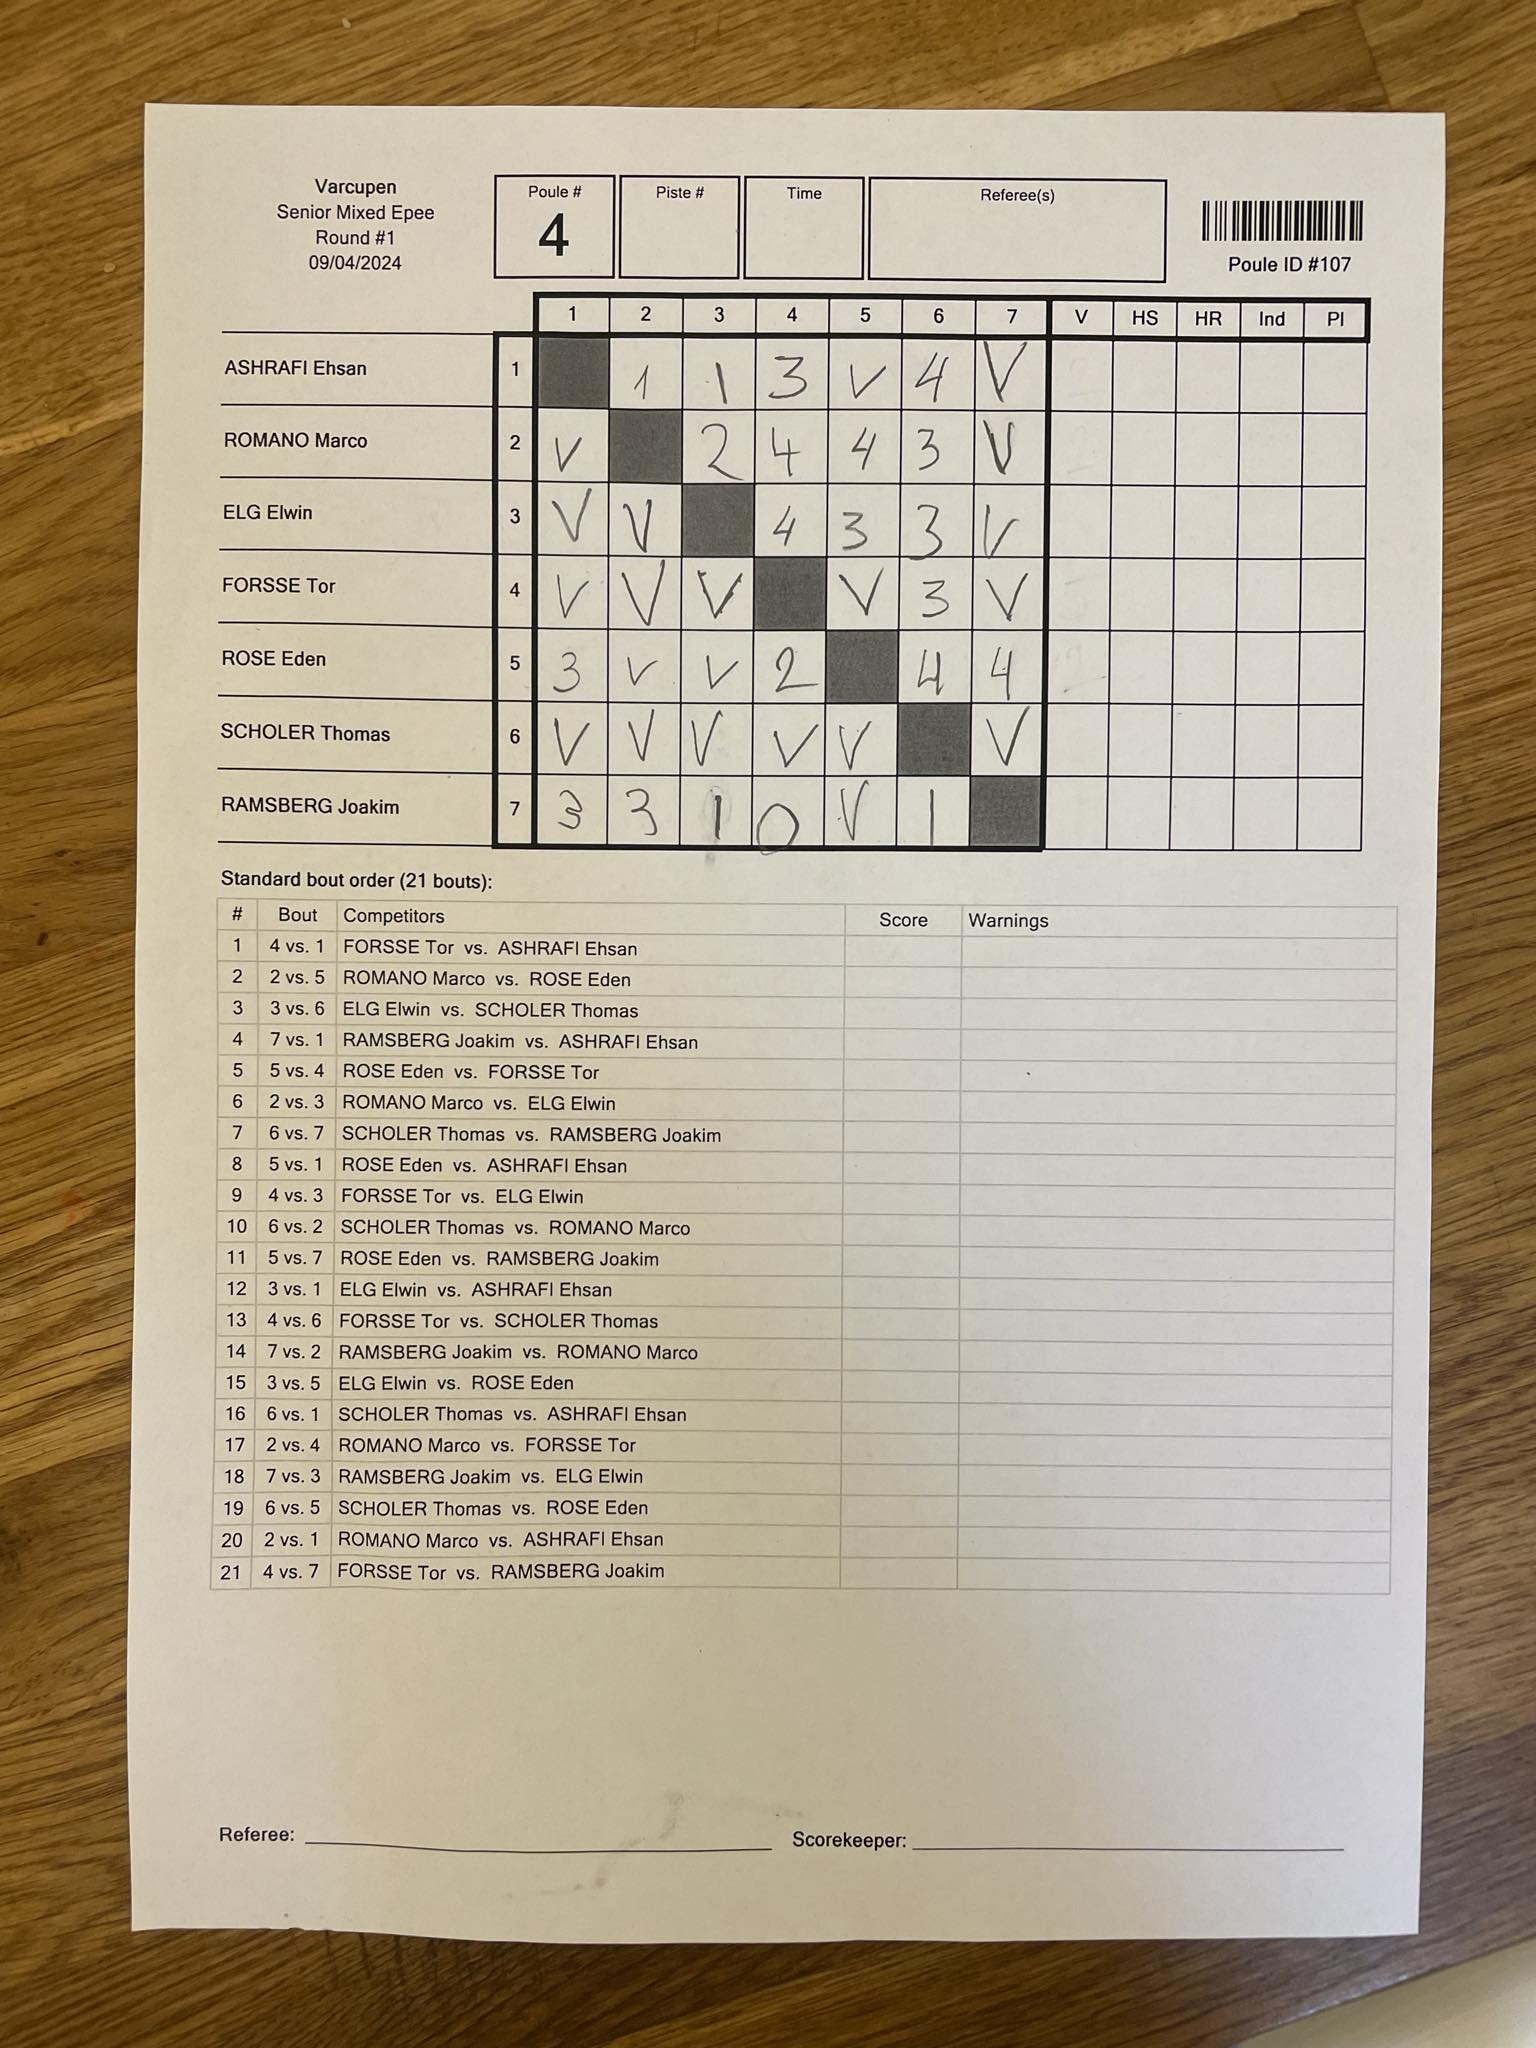 Varcupen
Senior Mixed Epee
Round #1
09/04/2024
Poule #
4
Piste #
Time
Referee(s)
Poule ID #107
1 2 3 4 5 6 7 V HS HR Ind Pl
ASHRAFI Ehsan 1 1 1 3 V 4 V
ROMANO Marco 2 V 2 4 4 3 V
ELG Elwin 3 V V 4 3 3 V
FORSSE Tor 4 V V V V 3 V
ROSE Eden 5 3 V V 2 4 4
SCHOLER Thomas 6 V V V V V V
RAMSBERG Joakim 7 3 3 1 0 V 1
Standard bout order (21 bouts):
# Bout Competitors Score Warnings
1 4 vs. 1 FORSSE Tor vs. ASHRAFI Ehsan
2 2 vs. 5 ROMANO Marco vs. ROSE Eden
3 3 vs. 6 ELG Elwin vs. SCHOLER Thomas
4 7 vs. 1 RAMSBERG Joakim vs. ASHRAFI Ehsan
5 5 vs. 4 ROSE Eden vs. FORSSE Tor
6 2 vs. 3 ROMANO Marco vs. ELG Elwin
7 6 vs. 7 SCHOLER Thomas vs. RAMSBERG Joakim
8 5 vs. 1 ROSE Eden vs. ASHRAFI Ehsan
9 4 vs. 3 FORSSE Tor vs. ELG Elwin
10 6 vs. 2 SCHOLER Thomas vs. ROMANO Marco
11 5 vs. 7 ROSE Eden vs. RAMSBERG Joakim
12 3 vs. 1 ELG Elwin vs. ASHRAFI Ehsan
13 4 vs. 6 FORSSE Tor vs. SCHOLER Thomas
14 7 vs. 2 RAMSBERG Joakim vs. ROMANO Marco
15 3 vs. 5 ELG Elwin vs. ROSE Eden
16 6 vs. 1 SCHOLER Thomas vs. ASHRAFI Ehsan
17 2 vs. 4 ROMANO Marco vs. FORSSE Tor
18 7 vs. 3 RAMSBERG Joakim vs. ELG Elwin
19 6 vs. 5 SCHOLER Thomas vs. ROSE Eden
20 2 vs. 1 ROMANO Marco vs. ASHRAFI Ehsan
21 4 vs. 7 FORSSE Tor vs. RAMSBERG Joakim
Referee: Scorekeeper: